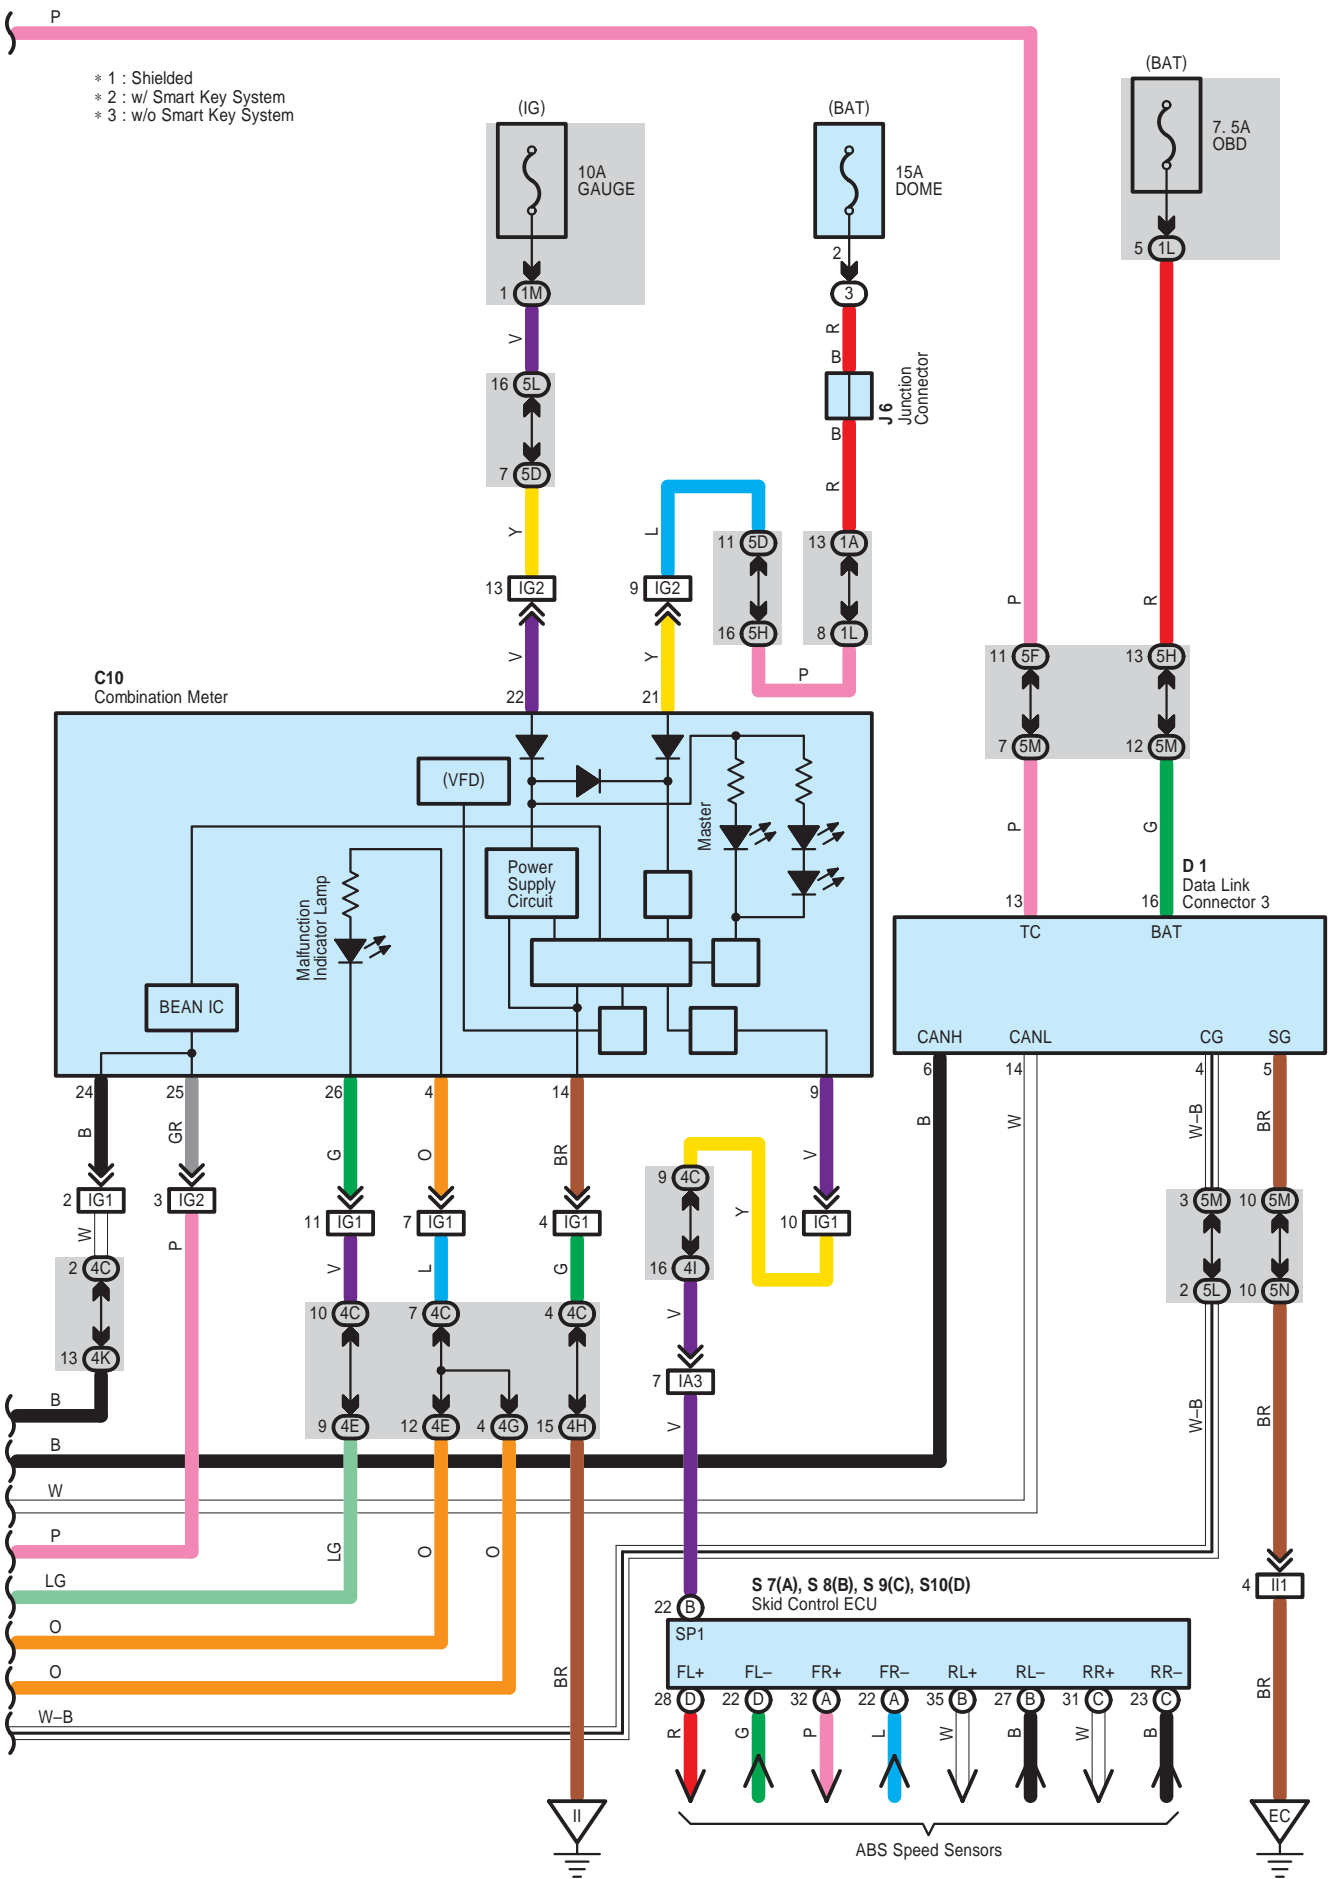 P
* 1 : Shielded
* 2 : w/ Smart Key System
* 3 : w/o Smart Key System
(IG)
10A
GAUGE
1 1M
V
16 5L
7 5D
Y
13 IG2
V
22
(BAT)
15A
DOME
2
3
R
B
J 6
Junction
Connector
B
R
13 1A
8 1L
P
11 5D
16 5H
L
9 IG2
Y
21
(BAT)
7. 5A
OBD
5 1L
R
P
11 5F
13 5H
7 5M
12 5M
P
G
13
16
D 1
Data Link
Connector 3
TC
BAT
CANH
CANL
CG
SG
6
14
4
5
B
W
W–B
BR
3 5M
10 5M
2 5L
10 5N
W–B
BR
4 II1
BR
EC
C10
Combination Meter
(VFD)
Master
Power
Supply
Circuit
Malfunction
Indicator Lamp
BEAN IC
24
25
26
4
14
9
B
GR
G
O
BR
V
2 IG1
3 IG2
11 IG1
7 IG1
4 IG1
10 IG1
W
P
V
L
G
Y
9 4C
16 4I
V
7 IA3
V
2 4C
13 4K
10 4C
7 4C
4 4C
9 4E
12 4E
4 4G
15 4H
B
B
W
P
LG
O
O
W–B
LG
O
O
BR
II
S 7(A), S 8(B), S 9(C), S10(D)
Skid Control ECU
22 B
SP1
FL+
FL–
FR+
FR–
RL+
RL–
RR+
RR–
28 D
22 D
32 A
22 A
35 B
27 B
31 C
23 C
R
G
P
L
W
B
W
B
ABS Speed Sensors